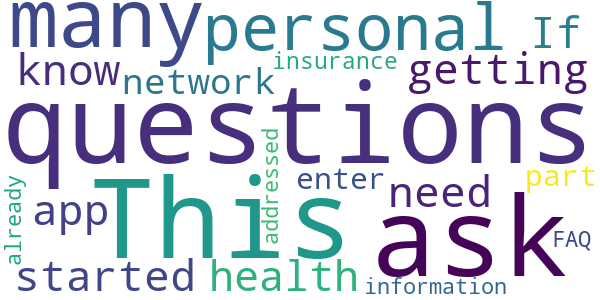 many personal If
know network insurance getting
questions
already app This addressed enter need part
ask FAQ
started health information